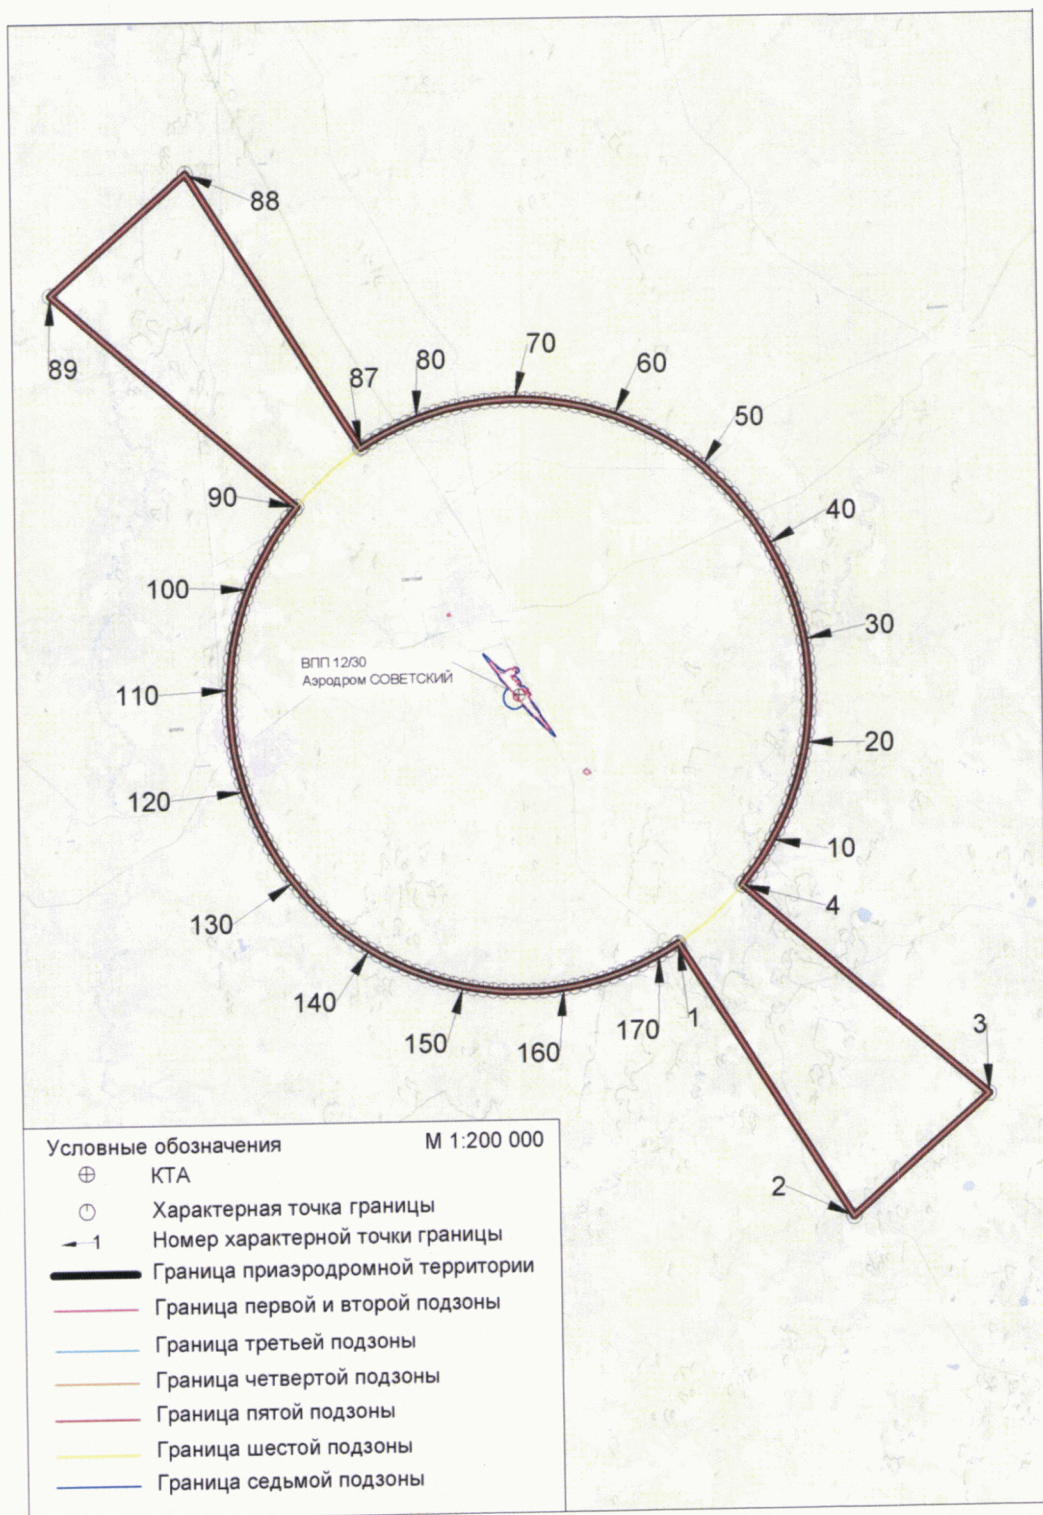 88
89
87
80
70
60
50
40
30
20
10
4
3
2
1
170
160
150
140
130
120
110
100
90
ВПП 12/30
Аэродром СОВЕТСКИЙ
Условные обозначения М 1:200 000
КТА
Характерная точка границы
1 Номер характерной точки границы
Граница приаэродромной территории
Граница первой и второй подзоны
Граница третьей подзоны
Граница четвертой подзоны
Граница пятой подзоны
Граница шестой подзоны
Граница седьмой подзоны